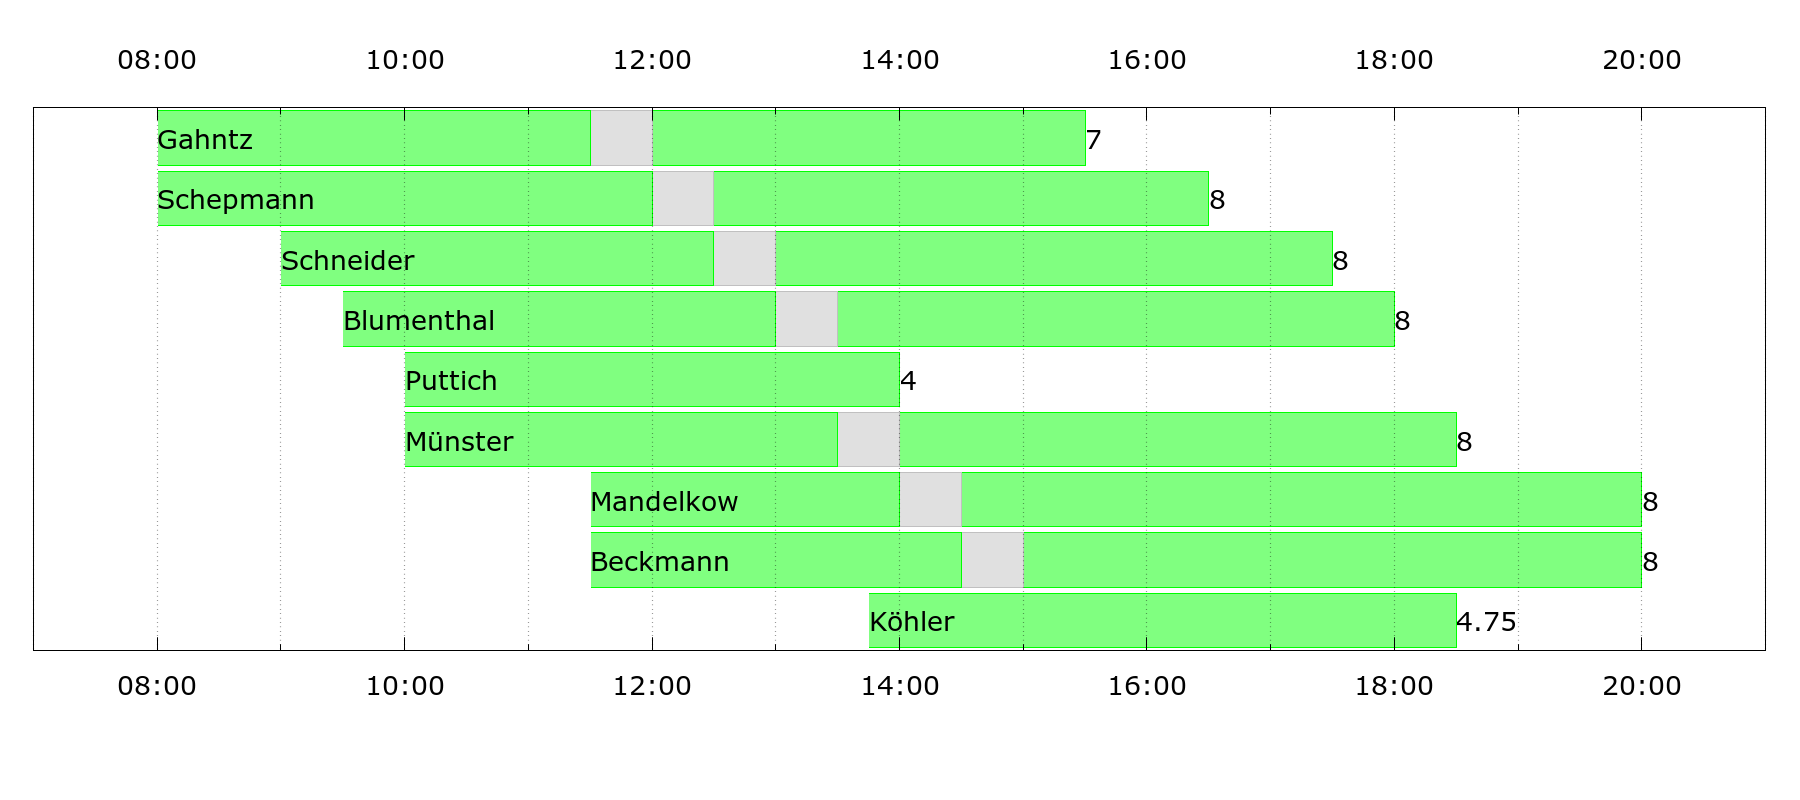 08:00 10:00 12:00 14:00 16:00 18:00 20:00
Gahntz 7
Schepmann 8
Schneider 8
Blumenthal 8
Puttich 4
Münster 8
Mandelkow 8
Beckmann 8
Köhler 4.75
08:00 10:00 12:00 14:00 16:00 18:00 20:00